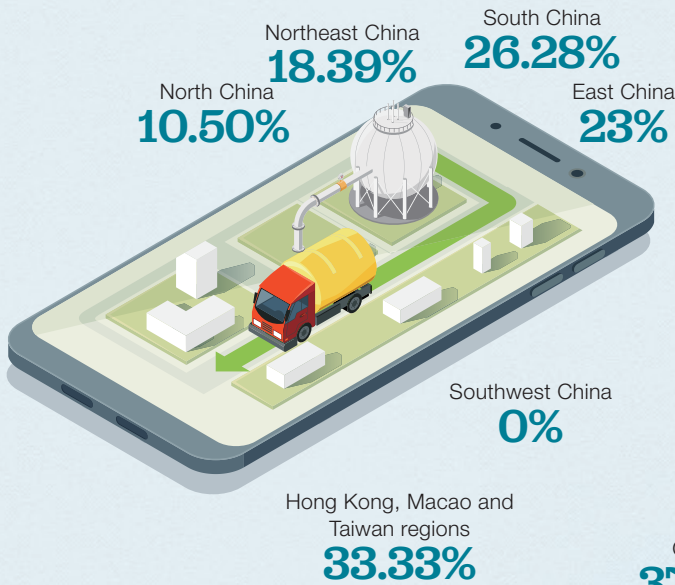 South China
26.28%
Northeast China
18.39%
North China
10.50%
East China
23%
Southwest China
0%
Hong Kong, Macao and
Taiwan regions
33.33%